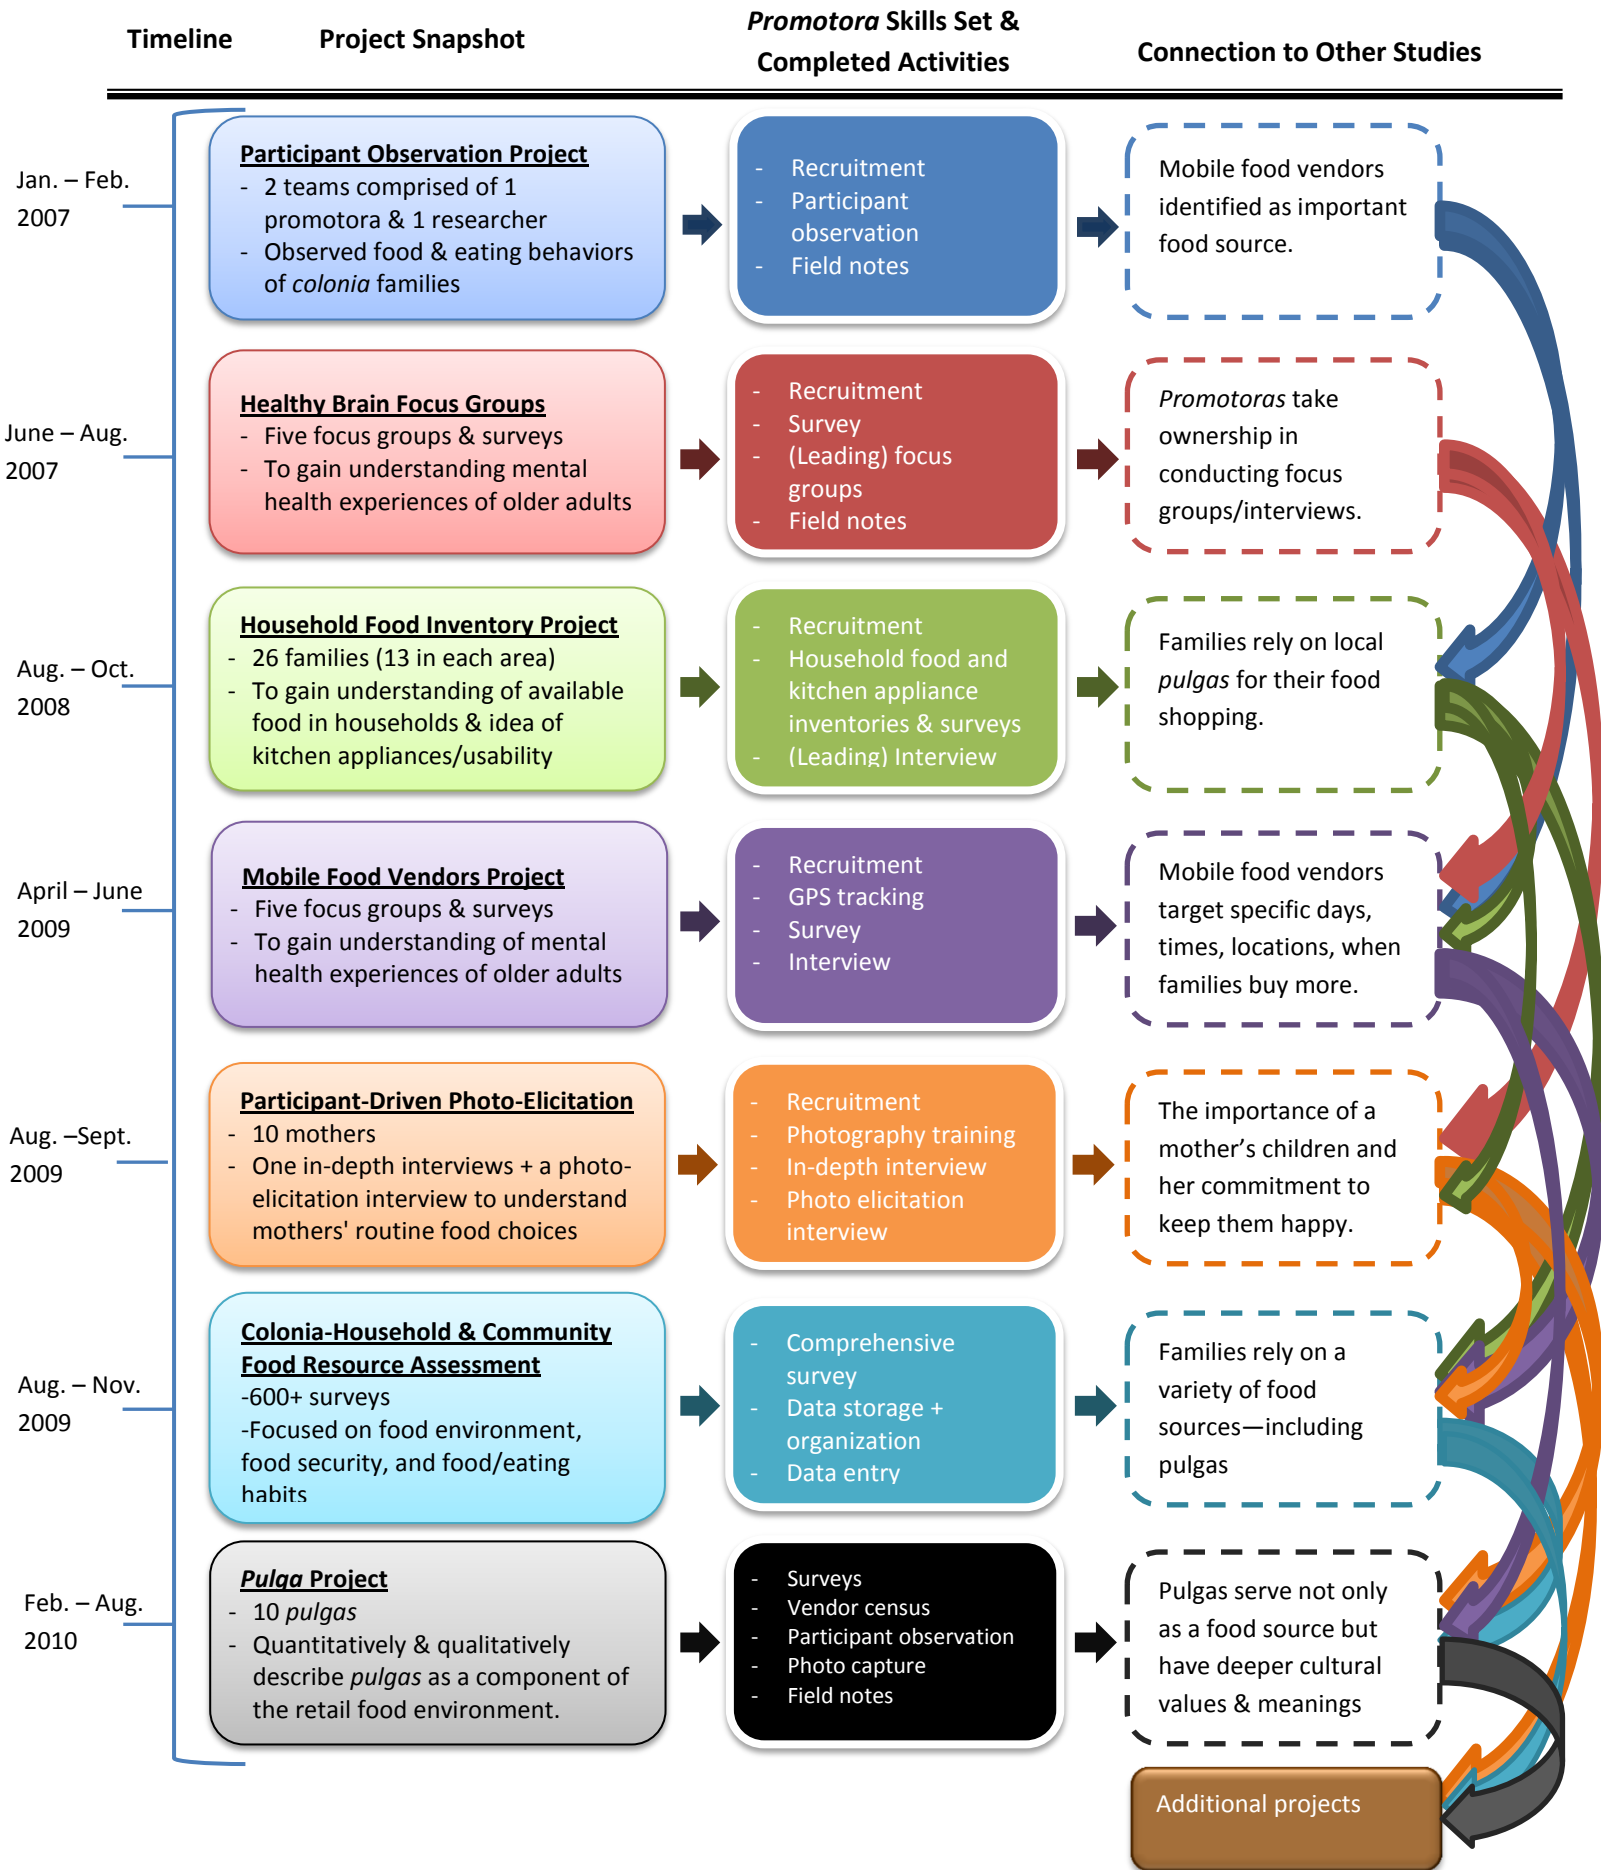 Timeline
Project Snapshot
Promotora Skills Set &
Completed Activities
Connection to Other Studies
Jan. – Feb.
2007
Participant Observation Project
- 2 teams comprised of 1
promotora & 1 researcher
- Observed food & eating behaviors
of colonia families
- Recruitment
- Participant
observation
- Field notes
Mobile food vendors
identified as important
food source.
June – Aug.
2007
Healthy Brain Focus Groups
- Five focus groups & surveys
- To gain understanding mental
health experiences of older adults
- Recruitment
- Survey
- (Leading) focus
groups
- Field notes
Promotoras take
ownership in
conducting focus
groups/interviews.
Aug. – Oct.
2008
Household Food Inventory Project
- 26 families (13 in each area)
- To gain understanding of available
food in households & idea of
kitchen appliances/usability
- Recruitment
- Household food and
kitchen appliance
inventories & surveys
- (Leading) Interview
Families rely on local
pulgas for their food
shopping.
April – June
2009
Mobile Food Vendors Project
- Five focus groups & surveys
- To gain understanding of mental
health experiences of older adults
- Recruitment
- GPS tracking
- Survey
- Interview
Mobile food vendors
target specific days,
times, locations, when
families buy more.
Aug. –Sept.
2009
Participant-Driven Photo-Elicitation
- 10 mothers
- One in-depth interviews + a photo-
elicitation interview to understand
mothers' routine food choices
- Recruitment
- Photography training
- In-depth interview
- Photo elicitation
interview
The importance of a
mother’s children and
her commitment to
keep them happy.
Aug. – Nov.
2009
Colonia-Household & Community
Food Resource Assessment
-600+ surveys
-Focused on food environment,
food security, and food/eating
habits
- Comprehensive
survey
- Data storage +
organization
- Data entry
Families rely on a
variety of food
sources—including
pulgas
Feb. – Aug.
2010
Pulga Project
- 10 pulgas
- Quantitatively & qualitatively
describe pulgas as a component of
the retail food environment.
- Surveys
- Vendor census
- Participant observation
- Photo capture
- Field notes
Pulgas serve not only
as a food source but
have deeper cultural
values & meanings
Additional projects